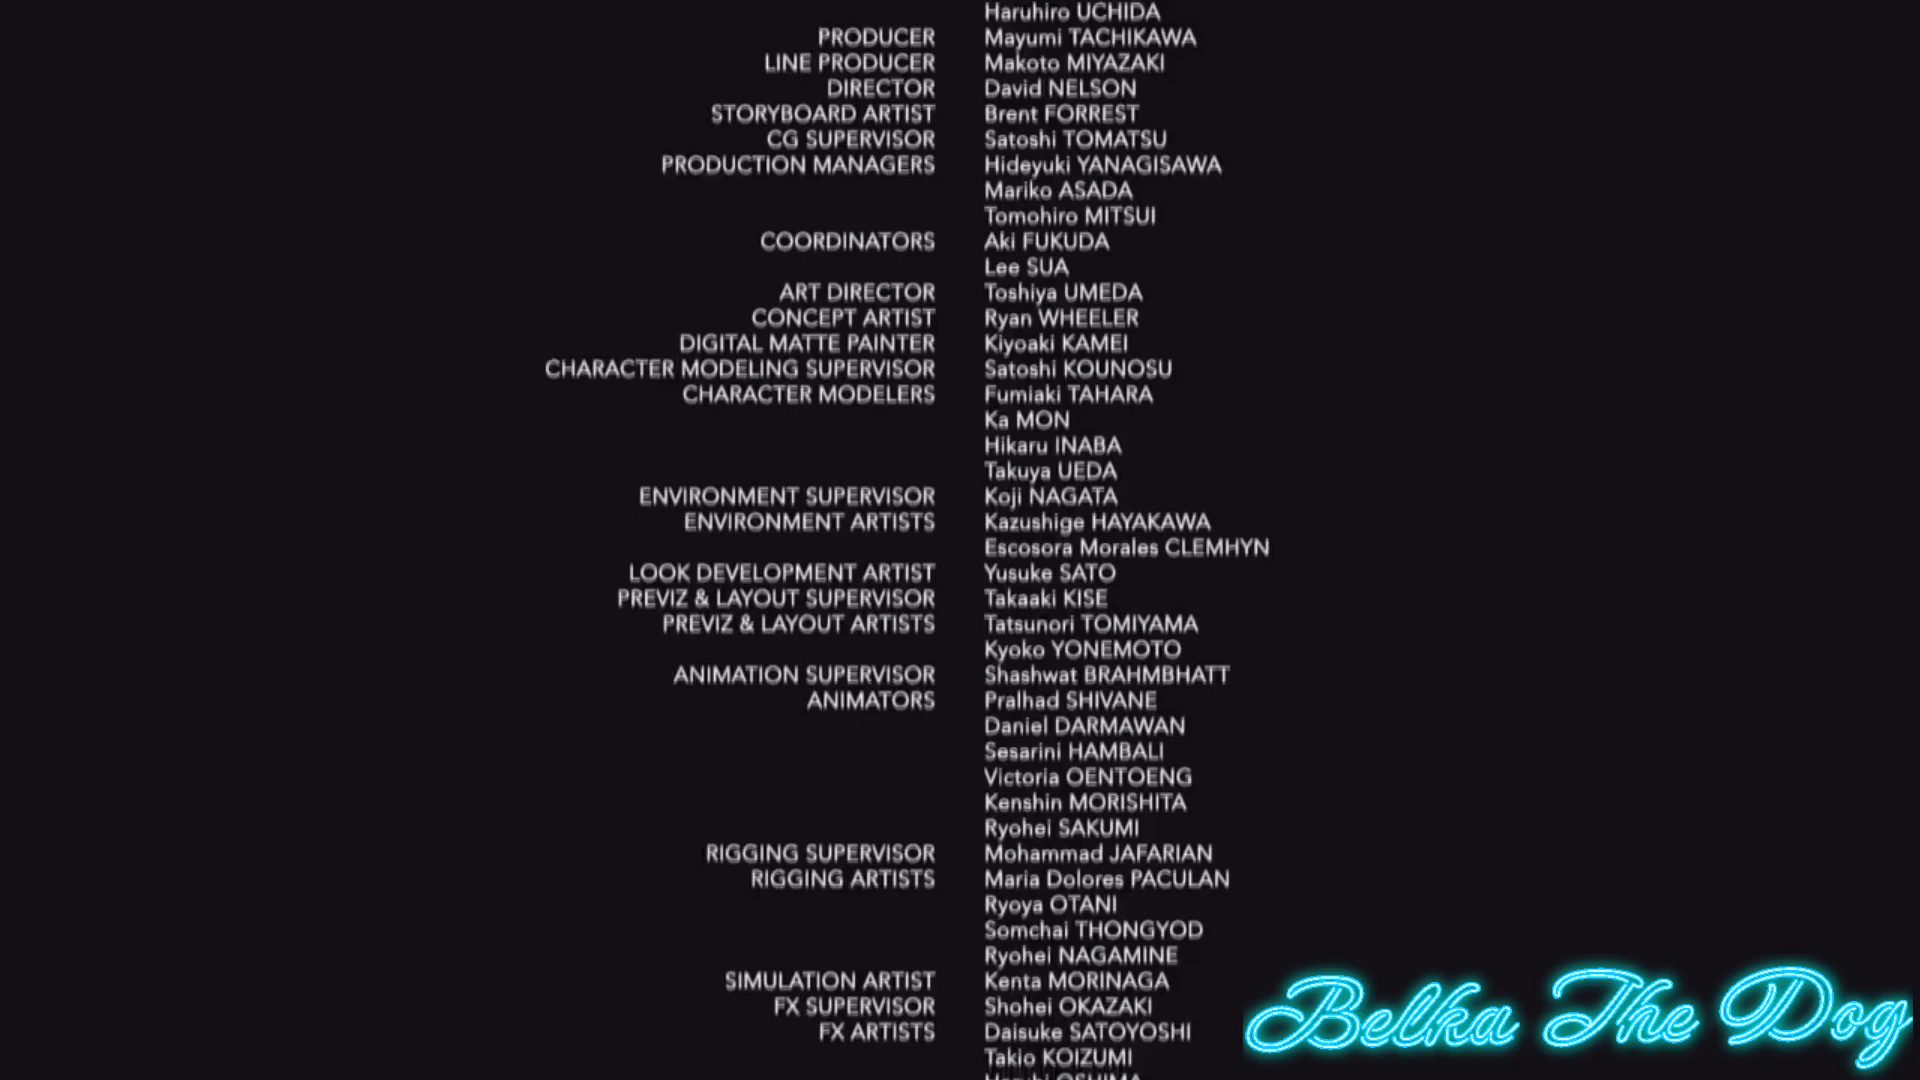 Haruhiro UCHIDA
PRODUCER Mayumi TACHIKAWA
LINE PRODUCER Makoto MIYAZAKI
DIRECTOR David NELSON
STORYBOARD ARTIST Brent FORREST
CG SUPERVISOR Satoshi TOMATSU
PRODUCTION MANAGERS Hideyuki YANAGISAWA
Mariko ASADA
Tomohiro MITSUI
COORDINATORS Aki FUKUDA
Lee SUA
ART DIRECTOR Toshiya UMEDA
CONCEPT ARTIST Ryan WHEELER
DIGITAL MATTE PAINTER Kiyoaki KAMEI
CHARACTER MODELING SUPERVISOR Satoshi KOUNOSU
CHARACTER MODELERS Fumiaki TAHARA
Ka MON
Hikaru INABA
Takuya UEDA
ENVIRONMENT SUPERVISOR Koji NAGATA
ENVIRONMENT ARTISTS Kazushige HAYAKAWA
Escosora Morales CLEMHYN
LOOK DEVELOPMENT ARTIST Yusuke SATO
PREVIZ & LAYOUT SUPERVISOR Takaaki KISE
PREVIZ & LAYOUT ARTISTS Tatsunori TOMIYAMA
Kyoko YONEMOTO
ANIMATION SUPERVISOR Shashwat BRAHMBHATT
ANIMATORS Pralhad SHIVANE
Daniel DARMAWAN
Sesarini HAMBALI
Victoria OENTOENG
Kenshin MORISHITA
Ryohei SAKUMI
RIGGING SUPERVISOR Mohammad JAFARIAN
RIGGING ARTISTS Maria Dolores PACULAN
Ryoya OTANI
Somchai THONGYOD
Ryohei NAGAMINE
SIMULATION ARTIST Kenta MORINAGA
FX SUPERVISOR Shohei OKAZAKI
FX ARTISTS Daisuke SATOYOSHI
Takio KOIZUMI
Belka The Dog